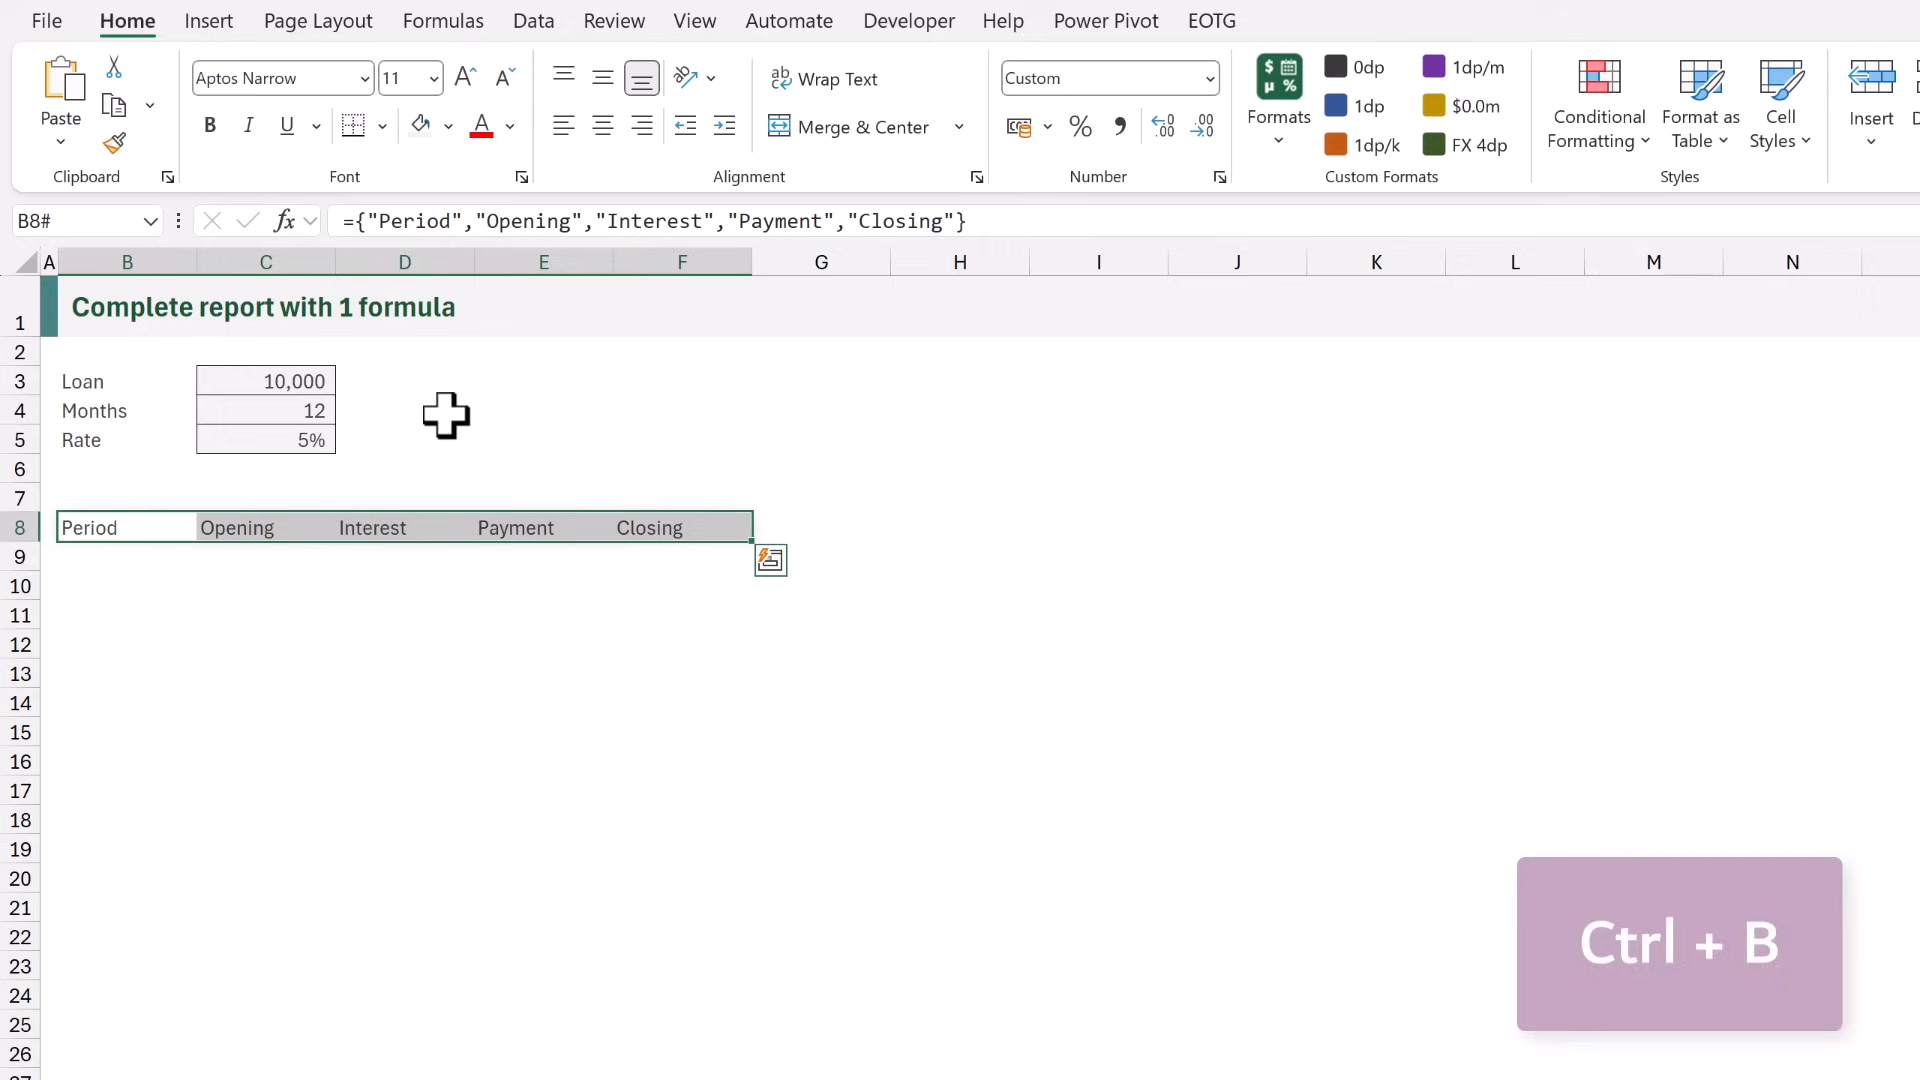 File Home Insert Page Layout Formulas Data Review View Automate Developer Help Power Pivot EOTG
Paste
Clipboard
Aptos Narrow 11 A A
B I U A
Font
ab Wrap Text
Merge & Center
Alignment
Custom
% .00 .00
Number
$ µ %
Formats
0dp 1dp/m
1dp $0.0m
1dp/k FX 4dp
Custom Formats
Conditional Formatting
Format as Table
Cell Styles
Styles
Insert
B8# fx ={"Period","Opening","Interest","Payment","Closing"}
A B C D E F G H I J K L M N
1 Complete report with 1 formula
2
3 Loan 10,000
4 Months 12
5 Rate 5%
6
7
8 Period Opening Interest Payment Closing
9
10
11
12
13
14
15
16
17
18
19
20
21
22
23
24
25
26
Ctrl + B